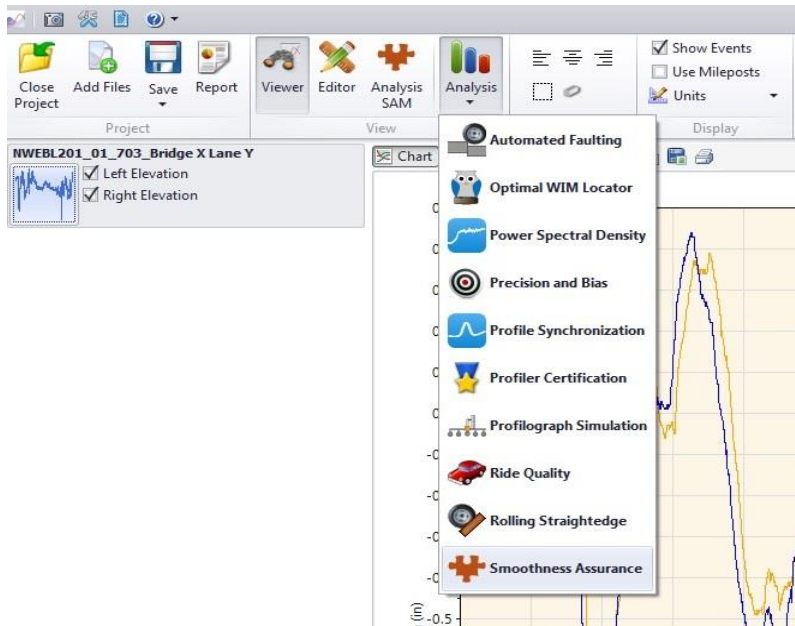 Close Project
Add Files
Save
Report
Viewer
Editor
Analysis SAM
Analysis
Show Events
Use Mileposts
Units
Project
View
Display
NWEBL201_01_703_Bridge X Lane Y
Left Elevation
Right Elevation
Chart
Automated Faulting
Optimal WIM Locator
Power Spectral Density
Precision and Bias
Profile Synchronization
Profiler Certification
Profilograph Simulation
Ride Quality
Rolling Straightedge
Smoothness Assurance
-0.5
(in)